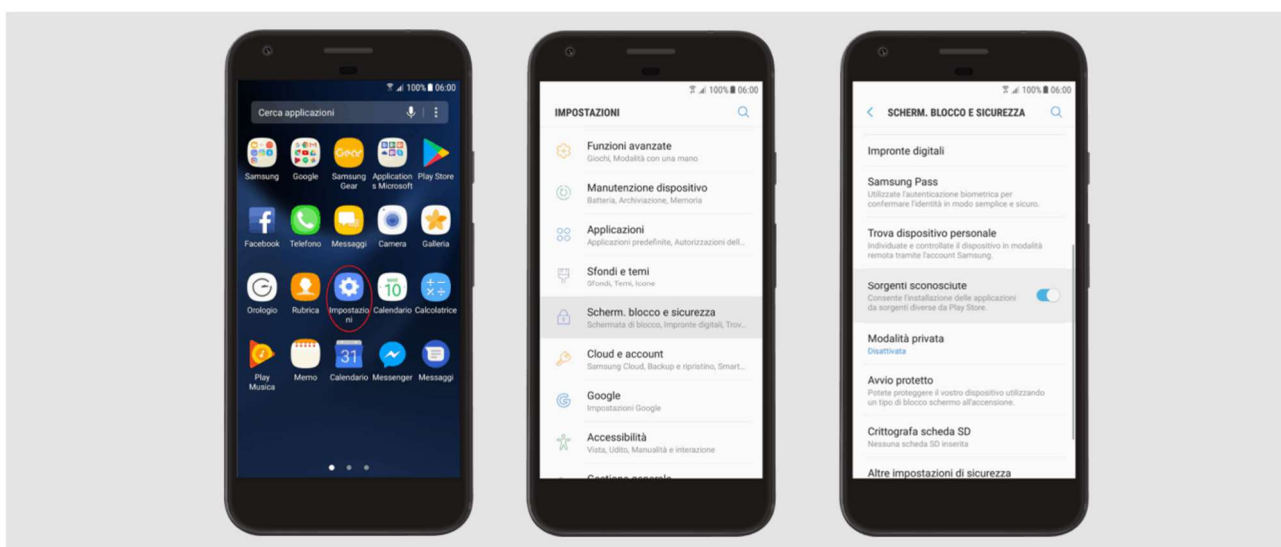 100% 06:00
Cerca applicazioni
Gear
Samsung
Google
Samsung
Gear
Application
s Microsoft
Play Store
Facebook
Telefono
Messaggi
Camera
Galleria
10
Orologio
Rubrica
Impostazio
ni
Calendario
Calcolatrice
31
Play
Musica
Memo
Calendario
Messenger
Messaggi
100% 06:00
IMPOSTAZIONI
Funzioni avanzate
Giochi, Modalità con una mano
Manutenzione dispositivo
Batteria, Archiviazione, Memoria
Applicazioni
Applicazioni predefinite, Autorizzazioni dell...
Sfondi e temi
Sfondi, Temi, Icone
Scherm. blocco e sicurezza
Schermata di blocco, Impronte digitali, Trov...
Cloud e account
Samsung Cloud, Backup e ripristino, Smart...
Google
Impostazioni Google
Accessibilità
Vista, Udito, Manualità e interazione
Gestione generale
100% 06:00
SCHERM. BLOCCO E SICUREZZA
Impronte digitali
Samsung Pass
Utilizzate l'autenticazione biometrica per
confermare l'identità in modo semplice e sicuro.
Trova dispositivo personale
Individuate e controllate il dispositivo in modalità
remota tramite l'account Samsung.
Sorgenti sconosciute
Consente l'installazione delle applicazioni
da sorgenti diverse da Play Store.
Modalità privata
Disattivata
Avvio protetto
Potete proteggere il vostro dispositivo utilizzando
un tipo di blocco schermo all'accensione.
Crittografa scheda SD
Nessuna scheda SD inserita
Altre impostazioni di sicurezza